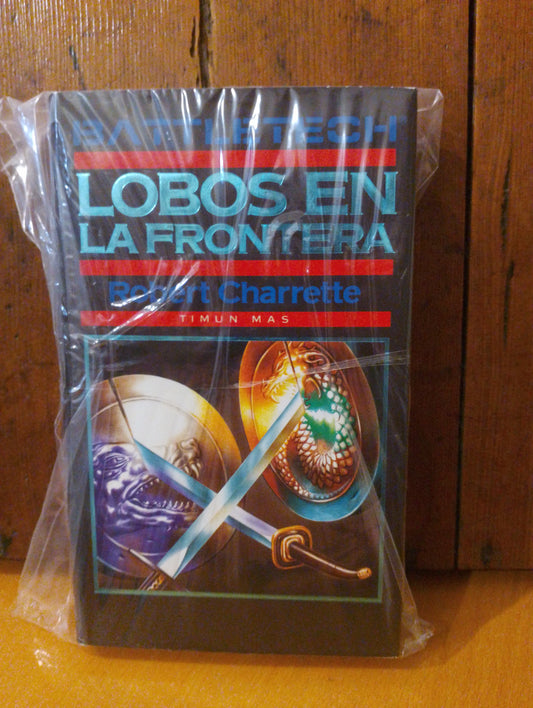 BATTLETECH
LOBOS EN
LA FRONTERA
Robert Charrette
TIMUN MAS